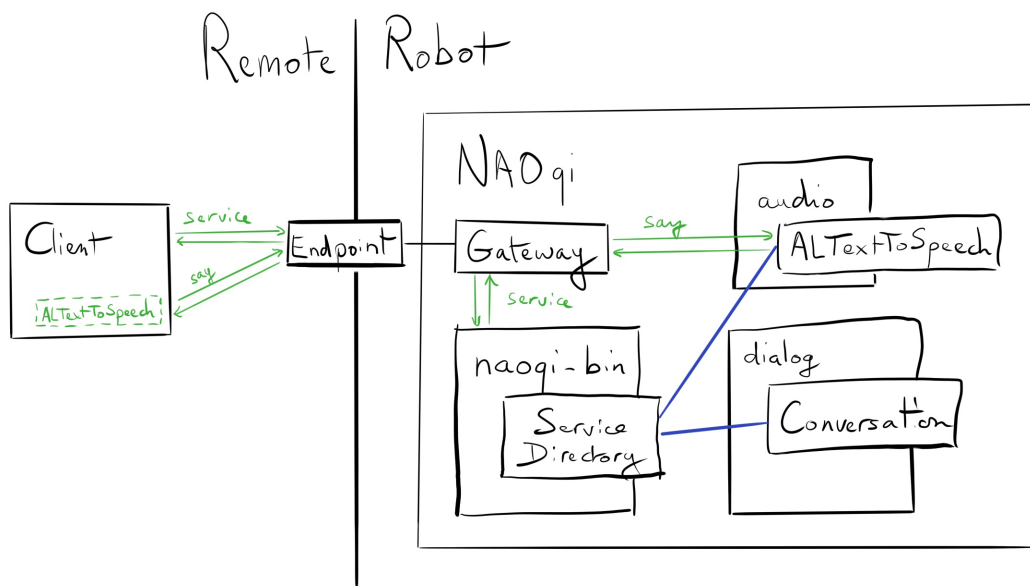 Remote
Robot
NAOqi
Client
service
say
ALTextToSpeech
Endpoint
Gateway
say
service
audio
ALTextToSpeech
naoqi-bin
Service
Directory
dialog
Conversation